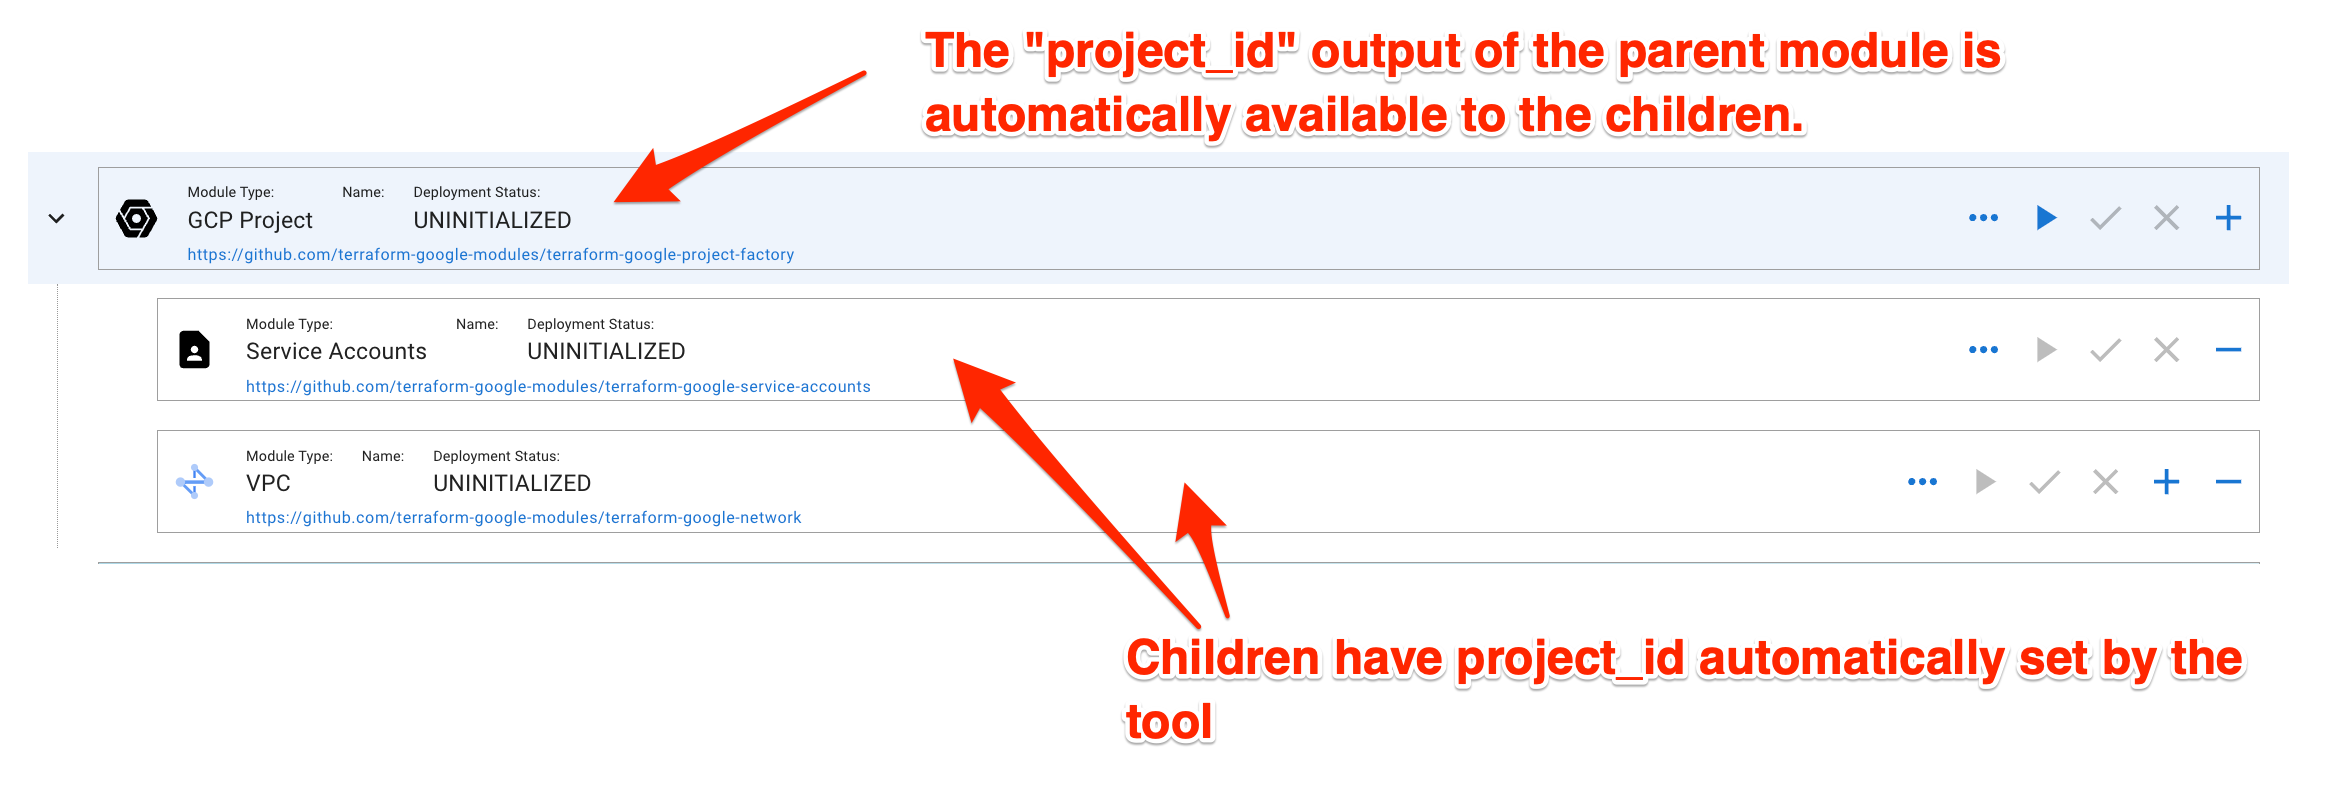 The "project_id" output of the parent module is
automatically available to the children.
Module Type: Name: Deployment Status:
GCP Project UNINITIALIZED
https://github.com/terraform-google-modules/terraform-google-project-factory
Module Type: Name: Deployment Status:
Service Accounts UNINITIALIZED
https://github.com/terraform-google-modules/terraform-google-service-accounts
Module Type: Name: Deployment Status:
VPC UNINITIALIZED
https://github.com/terraform-google-modules/terraform-google-network
Children have project_id automatically set by the
tool